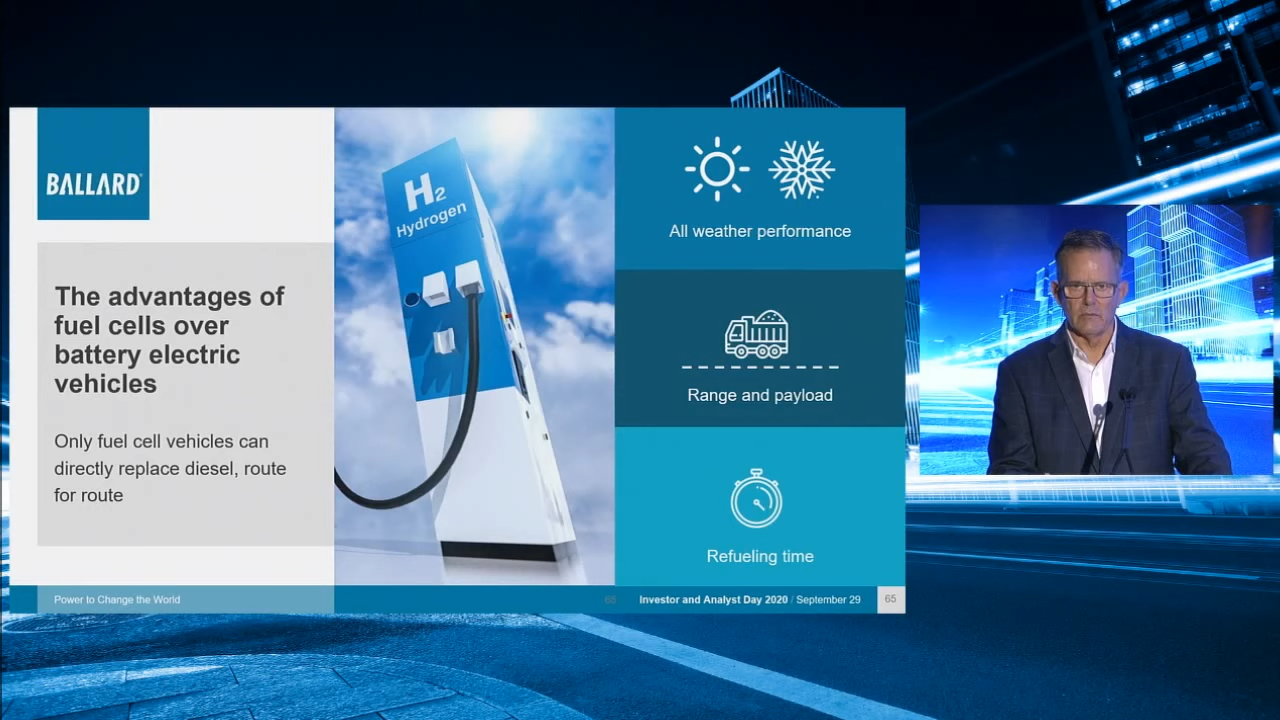 BALLARD
The advantages of
fuel cells over
battery electric
vehicles
Only fuel cell vehicles can
directly replace diesel, route
for route
H2
Hydrogen
All weather performance
Range and payload
Refueling time
Power to Change the World
65
Investor and Analyst Day 2020 / September 29
65